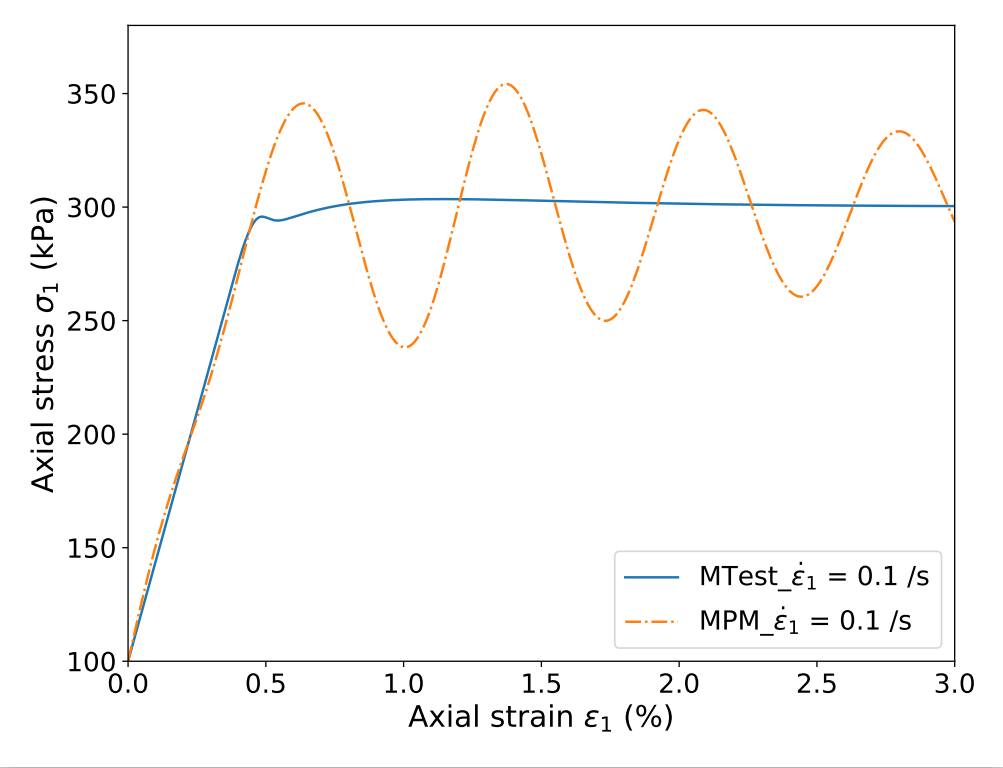 350
300
250
200
150
100
Axial stress σ₁ (kPa)
MTest_ε̇₁ = 0.1 /s
MPM_ε̇₁ = 0.1 /s
0.0 0.5 1.0 1.5 2.0 2.5 3.0
Axial strain ε₁ (%)